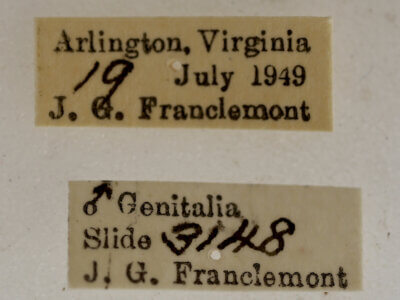 Arlington, Virginia
19 July 1949
J. G. Franclemont
♂ Genitalia
Slide 3148
J. G. Franclemont